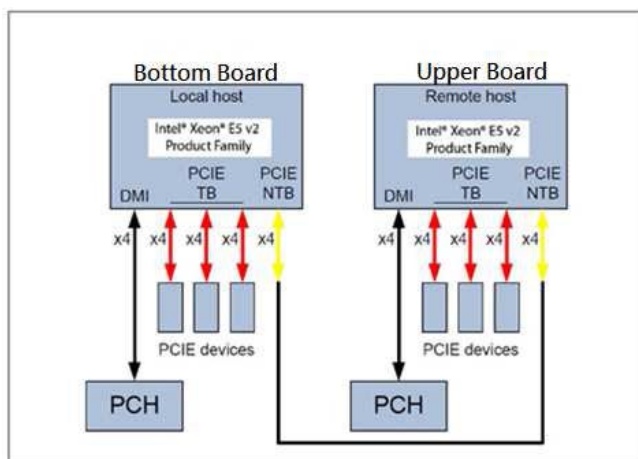 Bottom Board
Upper Board
Local host
Remote host
Intel® Xeon® E5 v2
Product Family
Intel® Xeon® E5 v2
Product Family
DMI
PCIE
TB
PCIE
NTB
DMI
PCIE
TB
PCIE
NTB
x4
x4
x4
x4
x4
x4
x4
x4
x4
x4
PCIE devices
PCIE devices
PCH
PCH